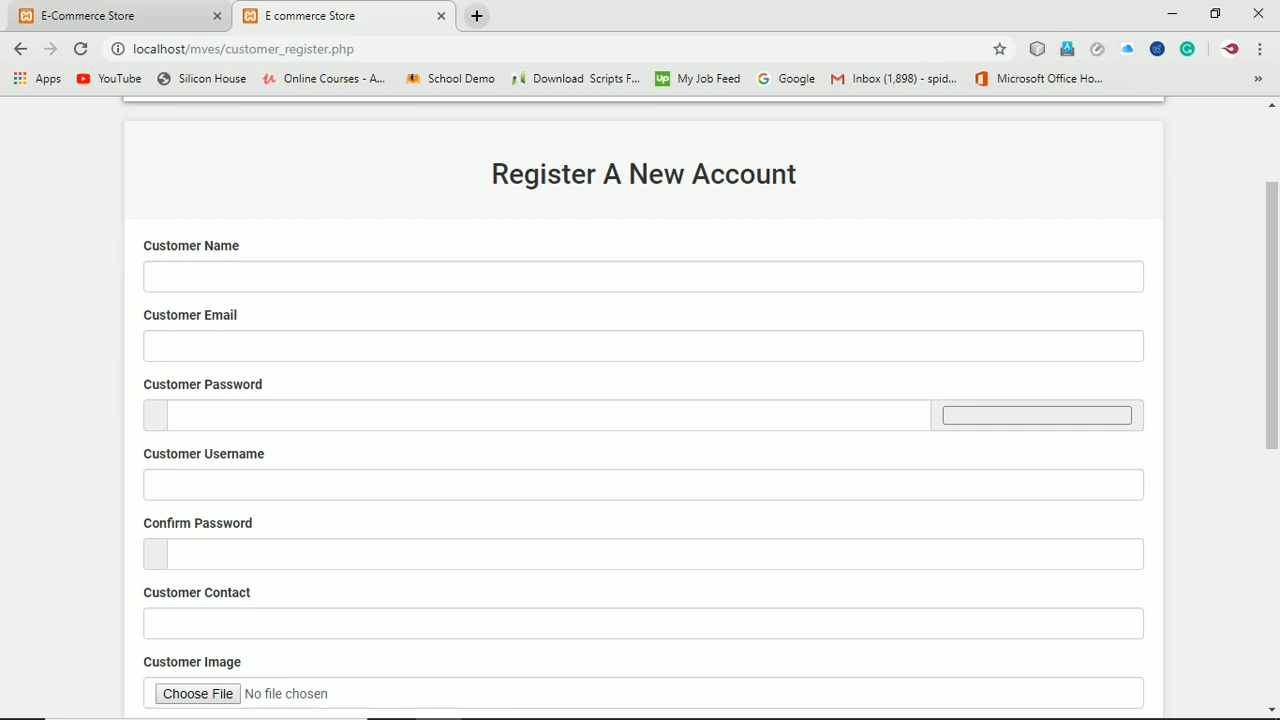 E-Commerce Store
E commerce Store
localhost/mves/customer_register.php
Apps YouTube Silicon House Online Courses - A... School Demo Download Scripts F... Up My Job Feed Google Inbox (1,898) - spid... Microsoft Office Ho... »
Register A New Account
Customer Name
Customer Email
Customer Password
Customer Username
Confirm Password
Customer Contact
Customer Image
Choose File No file chosen